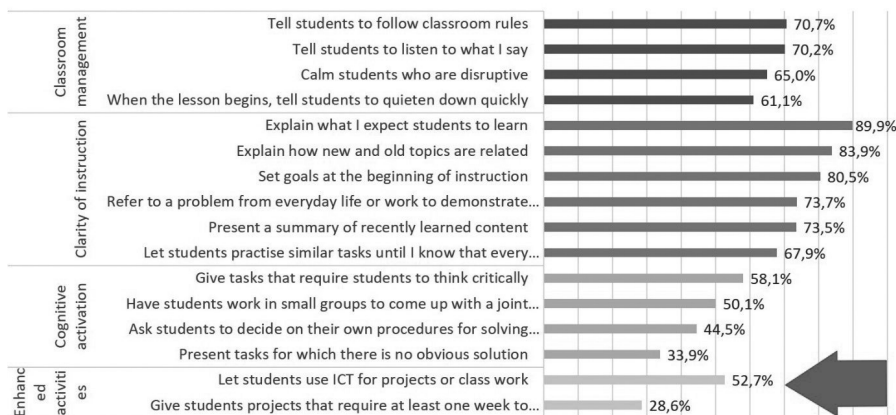 Classroom
management
Tell students to follow classroom rules 70,7%
Tell students to listen to what I say 70,2%
Calm students who are disruptive 65,0%
When the lesson begins, tell students to quieten down quickly 61,1%
Clarity of instruction
Explain what I expect students to learn 89,9%
Explain how new and old topics are related 83,9%
Set goals at the beginning of instruction 80,5%
Refer to a problem from everyday life or work to demonstrate... 73,7%
Present a summary of recently learned content 73,5%
Let students practise similar tasks until I know that every... 67,9%
Cognitive
activation
Give tasks that require students to think critically 58,1%
Have students work in small groups to come up with a joint... 50,1%
Ask students to decide on their own procedures for solving... 44,5%
Present tasks for which there is no obvious solution 33,9%
Enhanc
ed
activiti
es
Let students use ICT for projects or class work 52,7%
Give students projects that require at least one week to... 28,6%